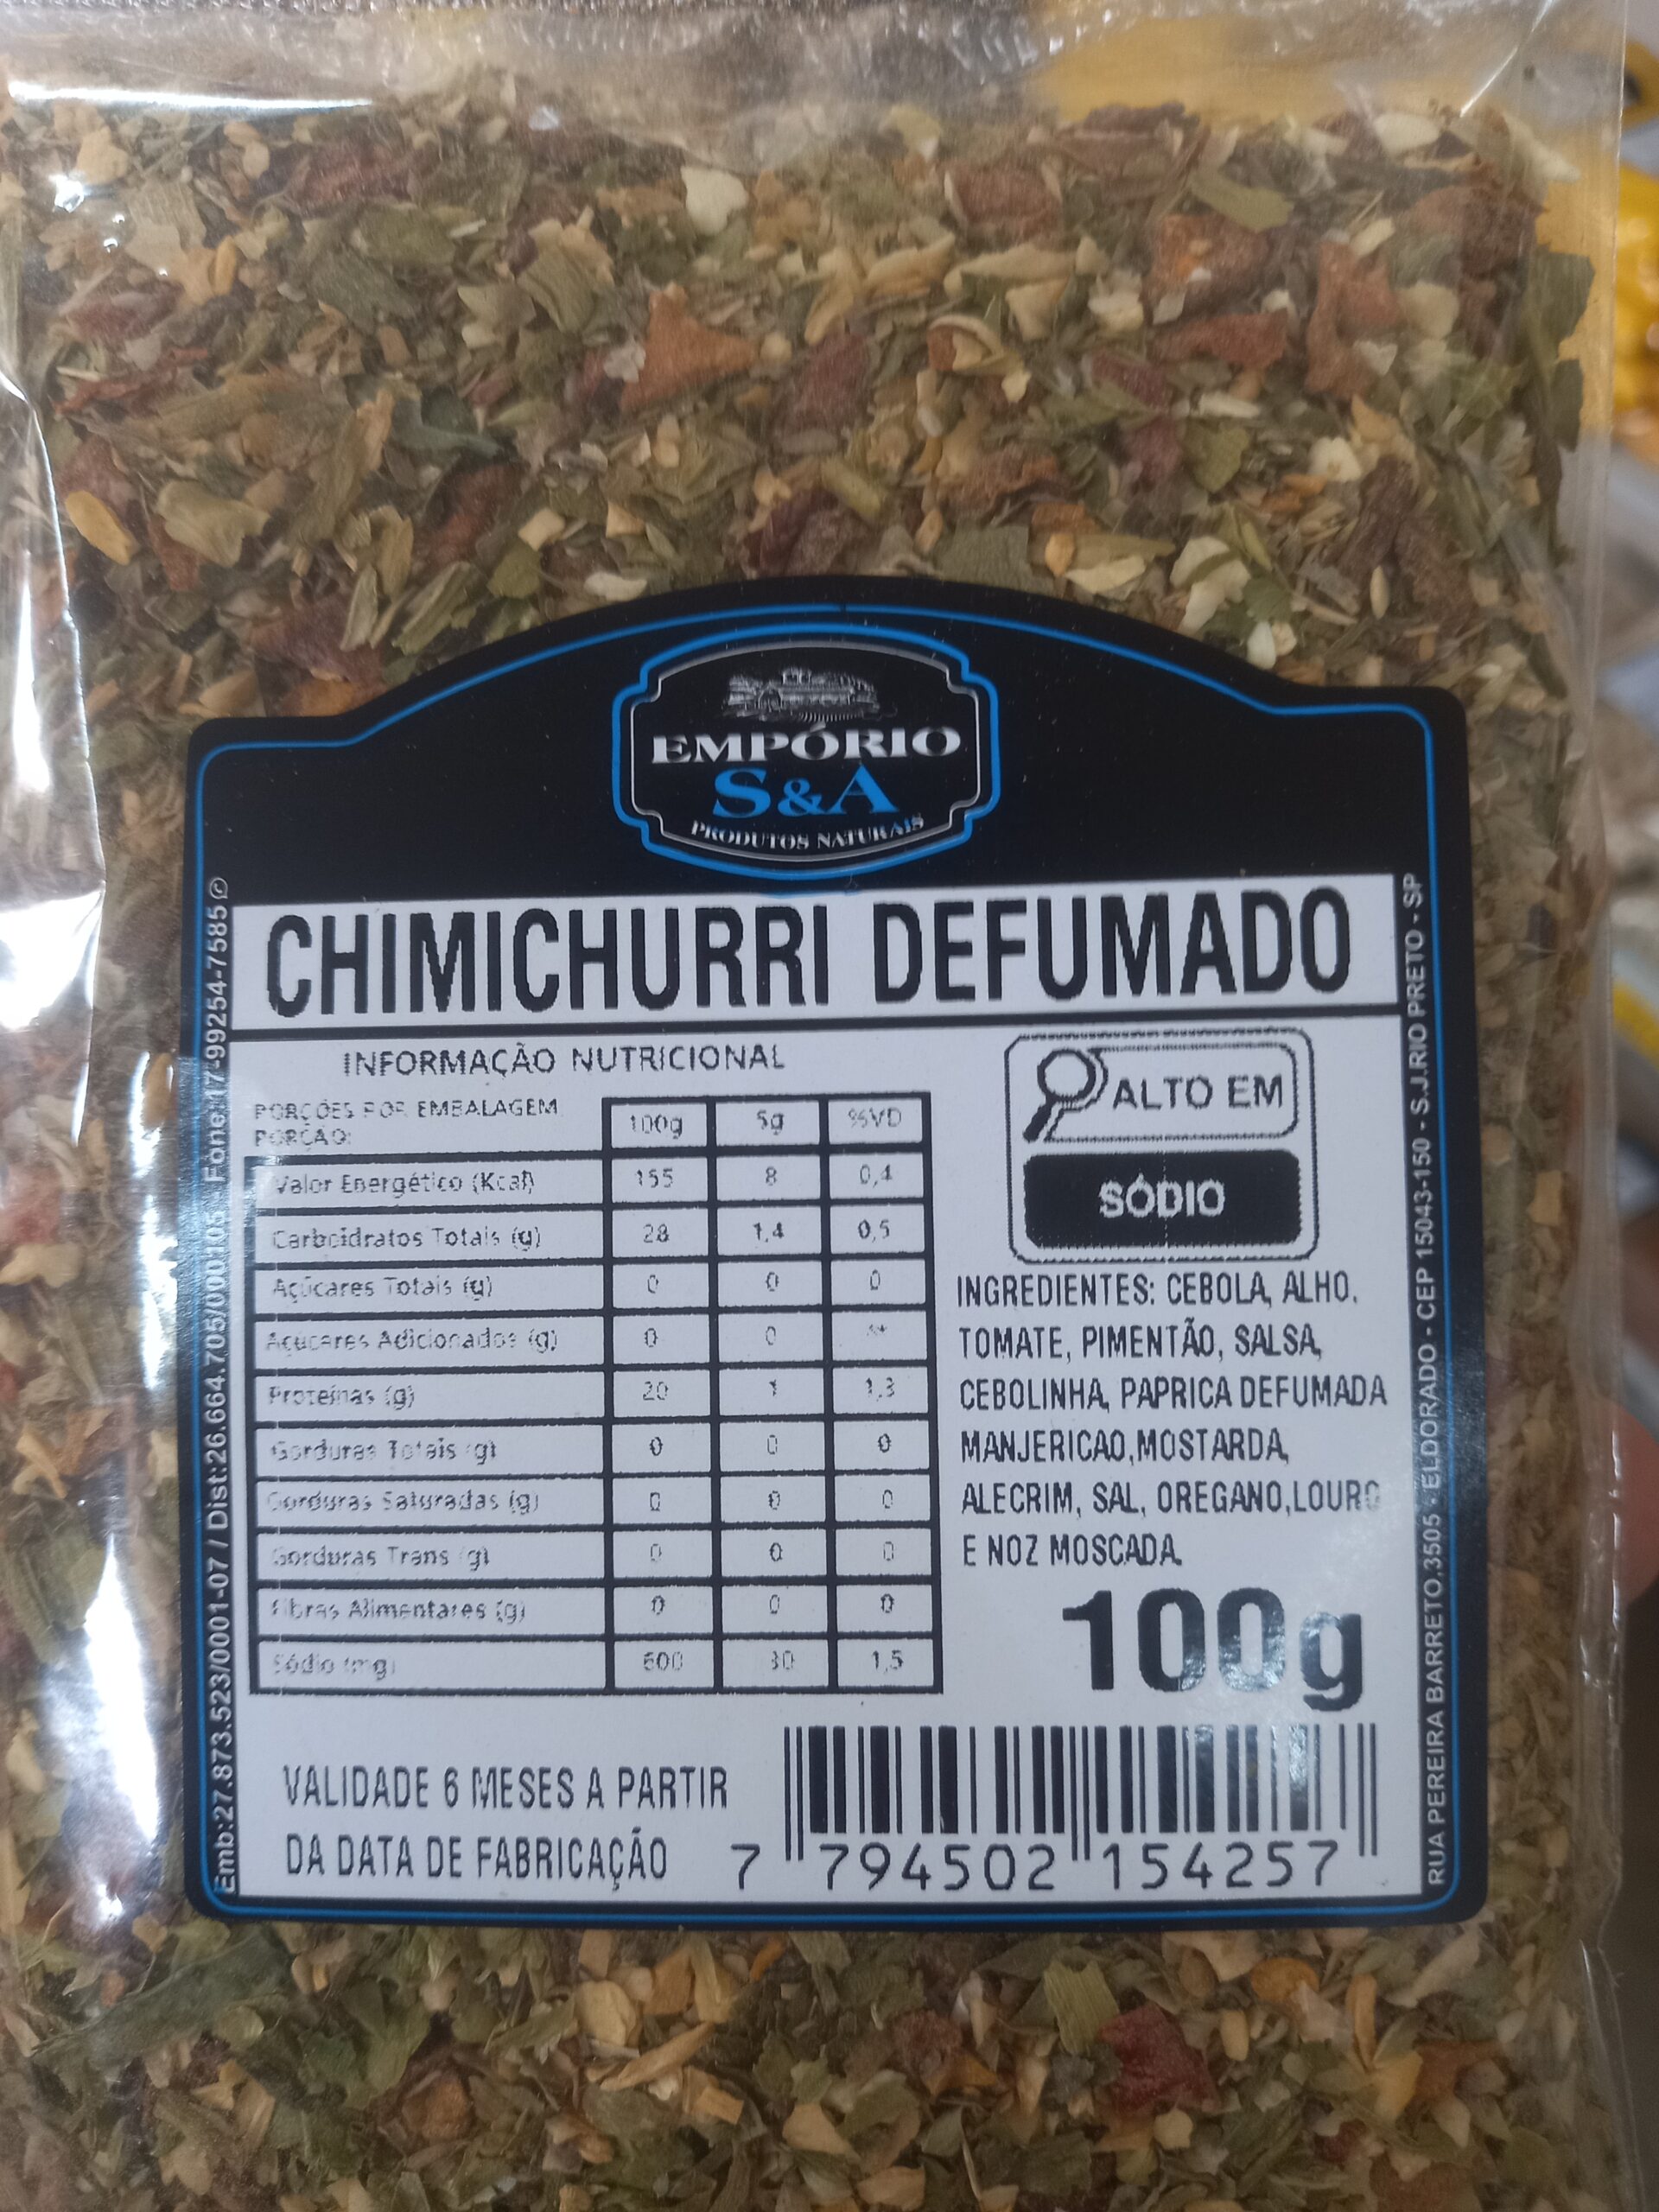 EMPÓRIO
S&A
PRODUTOS NATURAIS
CHIMICHURRI DEFUMADO
INFORMAÇÃO NUTRICIONAL
PORÇÕES POR EMBALAGEM
PORÇÃO:
100g 5g %VD
Valor Energético (Kcal) 155 8 0,4
Carboidratos Totais (g) 28 1,4 0,5
Açúcares Totais (g) 0 0 0
Açúcares Adicionados (g) 0 0 **
Proteínas (g) 20 1 1,3
Gorduras Totais (g) 0 0 0
Gorduras Saturadas (g) 0 0 0
Gorduras Trans (g) 0 0 0
Fibras Alimentares (g) 0 0 0
Sódio (mg) 600 30 1,5
ALTO EM
SÓDIO
INGREDIENTES: CEBOLA, ALHO,
TOMATE, PIMENTÃO, SALSA,
CEBOLINHA, PAPRICA DEFUMADA
MANJERICAO,MOSTARDA,
ALECRIM, SAL, OREGANO,LOURO
E NOZ MOSCADA.
100g
VALIDADE 6 MESES A PARTIR
DA DATA DE FABRICAÇÃO
7 794502 154257
Emb:27.873.523/0001-07 / Dist:26.664.705/0001 Fone:17-99254-7585
RUA PEREIRA BARRETO,3505 - ELDORADO - CEP 15043-150 - S.J.RIO PRETO - SP